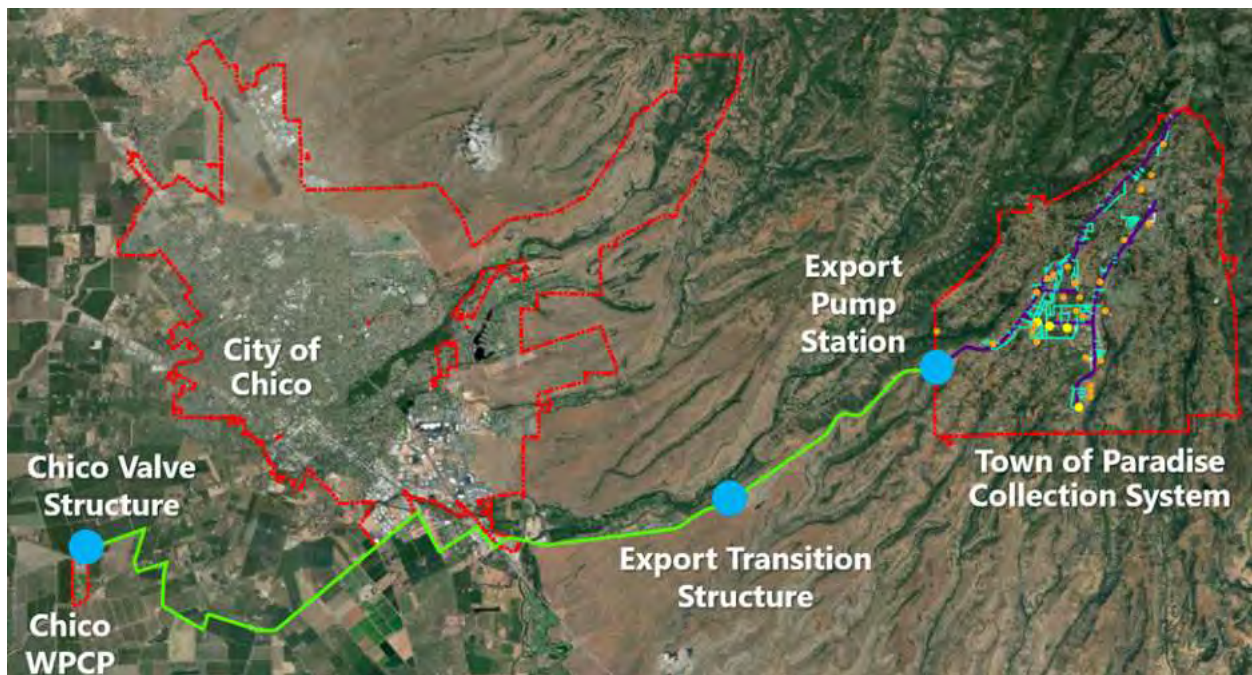 City of
Chico
Export
Pump
Station
Chico Valve
Structure
Town of Paradise
Collection System
Export Transition
Structure
Chico
WPCP